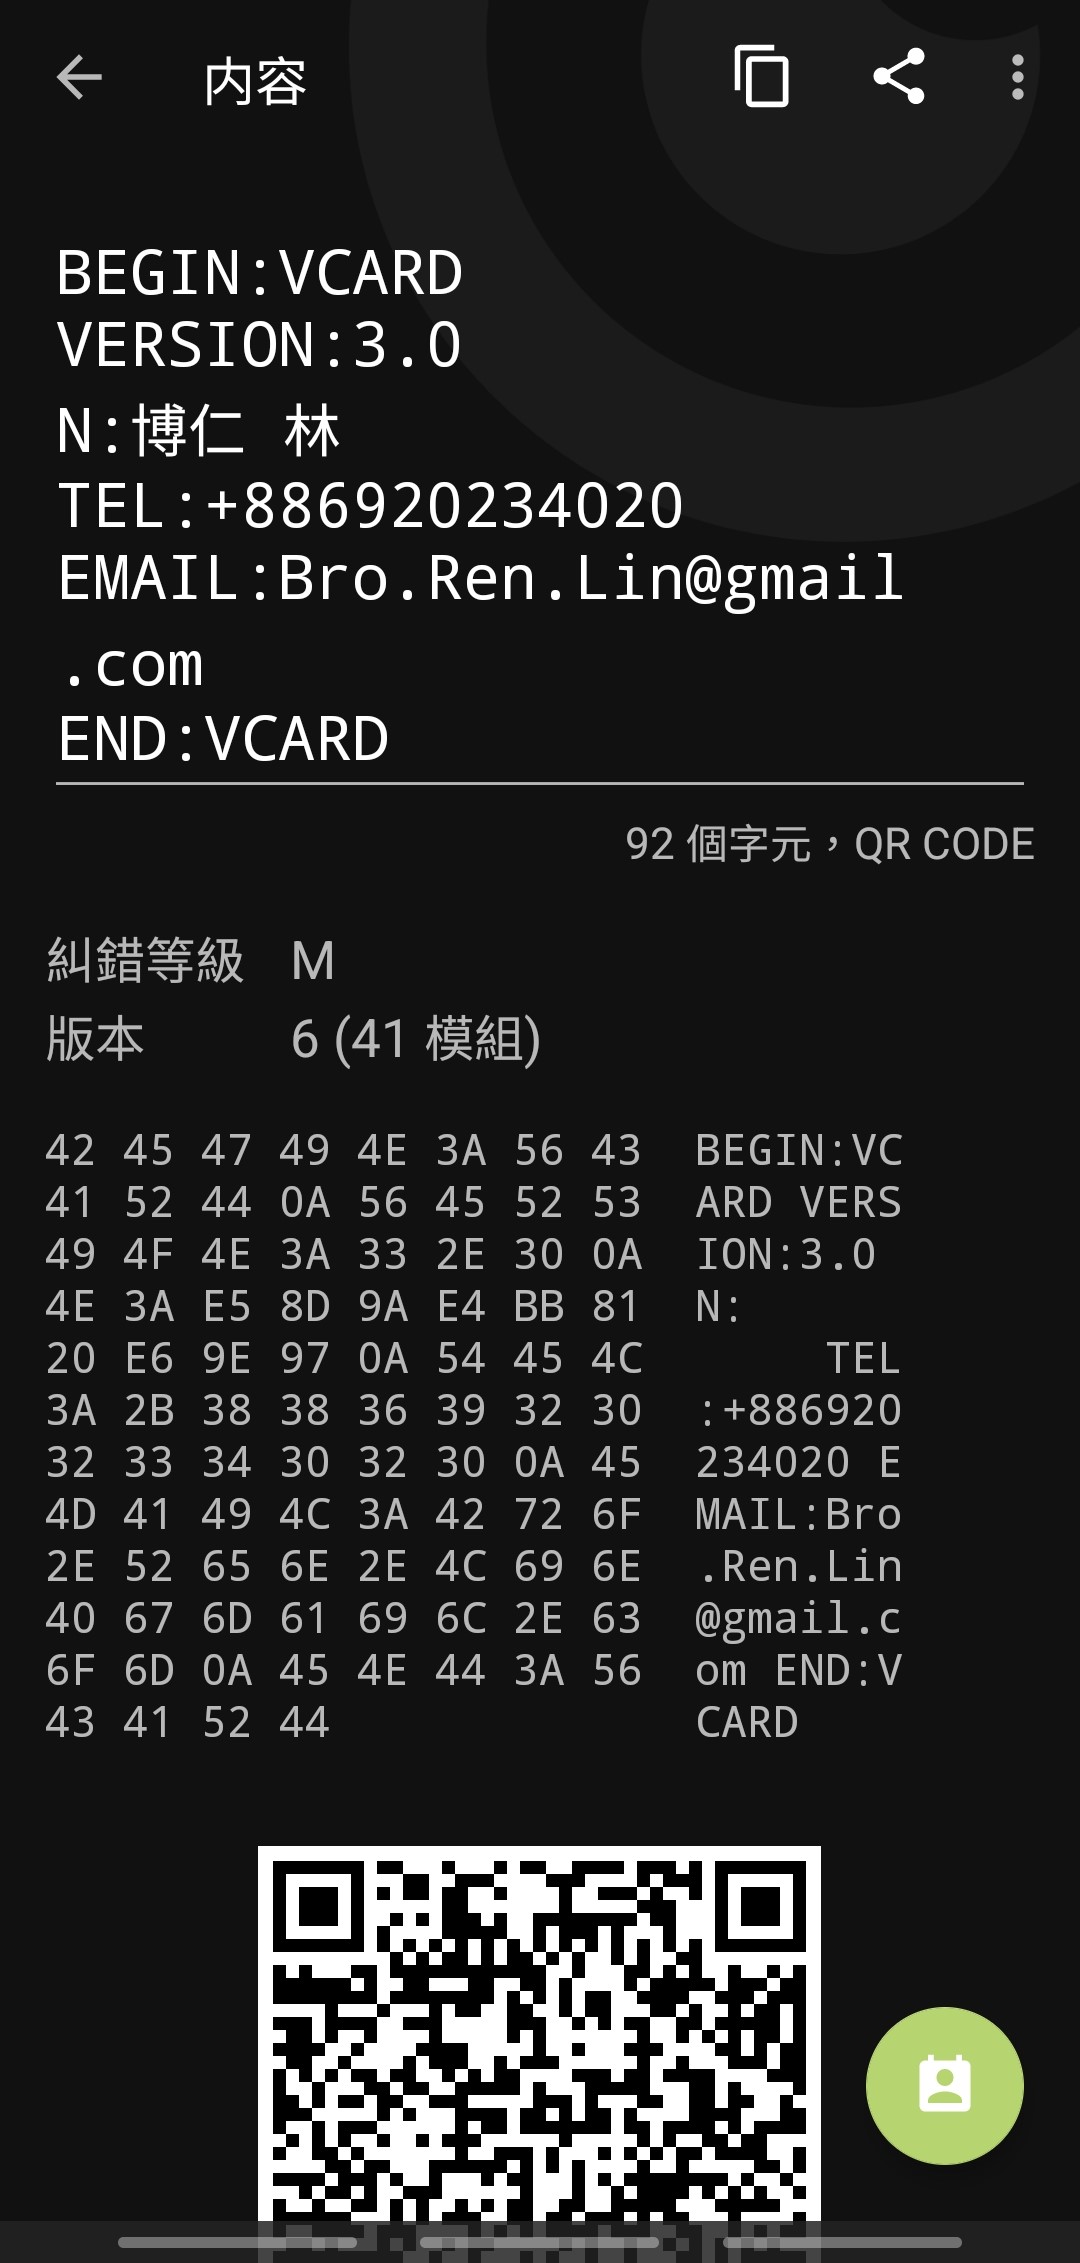 内容
BEGIN:VCARD
VERSION:3.0
N:博仁 林
TEL:+886920234020
EMAIL:Bro.Ren.Lin@gmail
.com
END:VCARD
92 個字元，QR CODE
糾錯等級 M
版本 6 (41 模組)
42 45 47 49 4E 3A 56 43 BEGIN:VC
41 52 44 0A 56 45 52 53 ARD VERS
49 4F 4E 3A 33 2E 30 0A ION:3.0
4E 3A E5 8D 9A E4 BB 81 N:
20 E6 9E 97 0A 54 45 4C TEL
3A 2B 38 38 36 39 32 30 :+886920
32 33 34 30 32 30 0A 45 234020 E
4D 41 49 4C 3A 42 72 6F MAIL:Bro
2E 52 65 6E 2E 4C 69 6E .Ren.Lin
40 67 6D 61 69 6C 2E 63 @gmail.c
6F 6D 0A 45 4E 44 3A 56 om END:V
43 41 52 44 CARD